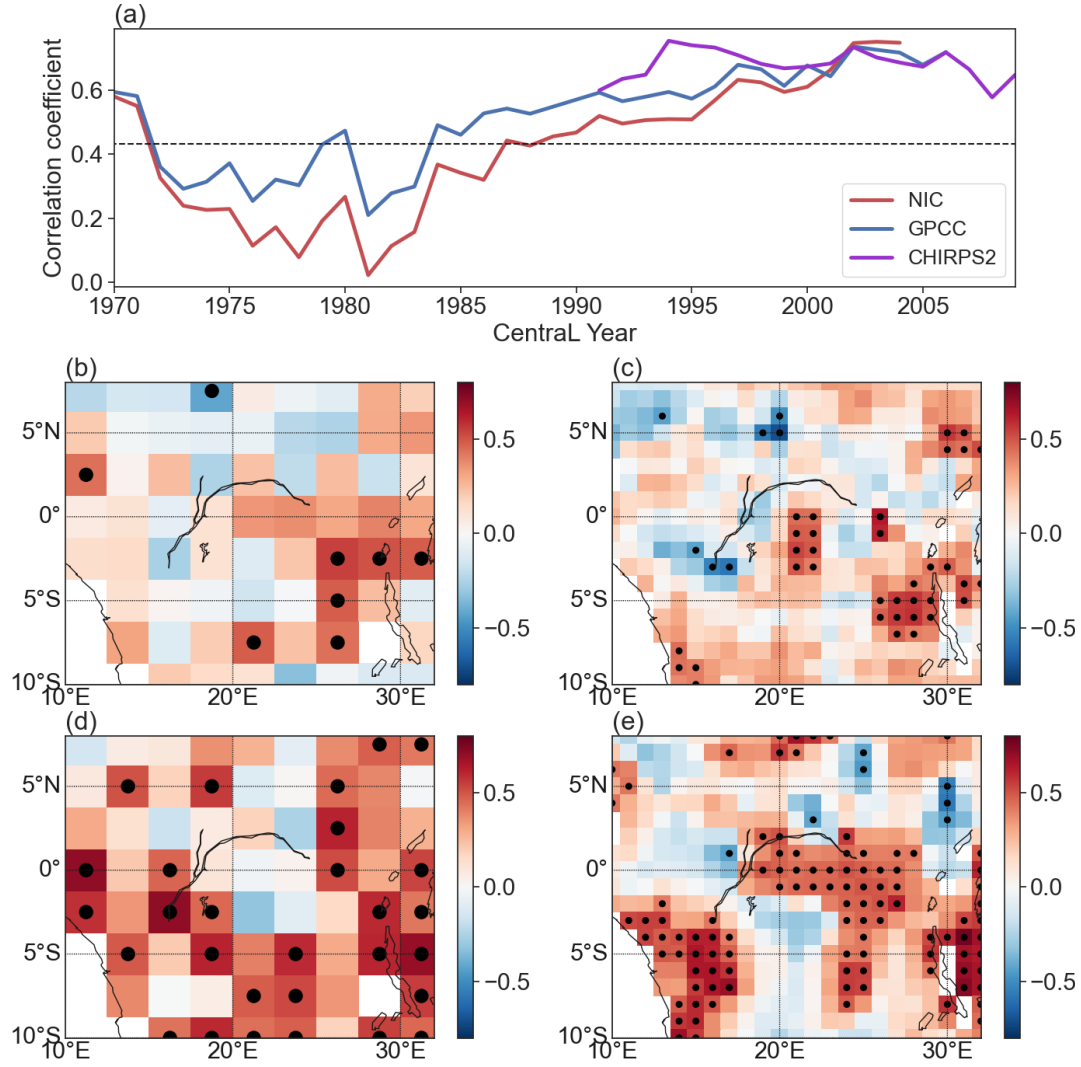 (a)
Correlation coefficient
0.6
0.4
0.2
0.0
NIC
GPCC
CHIRPS2
1970 1975 1980 1985 1990 1995 2000 2005
CentraL Year
(b)
5°N
0°
5°S
10°S
10°E 20°E 30°E
0.5
0.0
−0.5
(c)
5°N
0°
5°S
10°S
10°E 20°E 30°E
0.5
0.0
−0.5
(d)
5°N
0°
5°S
10°S
10°E 20°E 30°E
0.5
0.0
−0.5
(e)
5°N
0°
5°S
10°S
10°E 20°E 30°E
0.5
0.0
−0.5